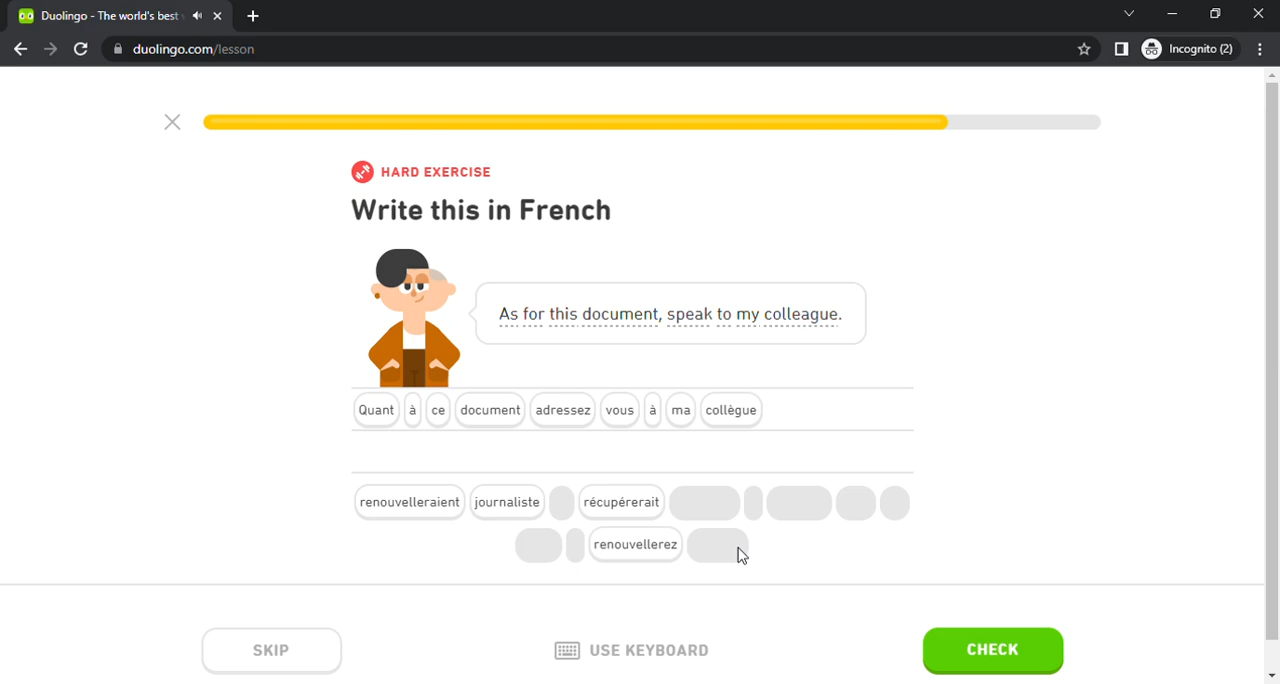 Duolingo - The world's best
duolingo.com/lesson
Incognito (2)
HARD EXERCISE
Write this in French
As for this document, speak to my colleague.
Quant à ce document adressez vous à ma collègue
renouvelleraient journaliste récupérerait
renouvellerez
SKIP USE KEYBOARD CHECK